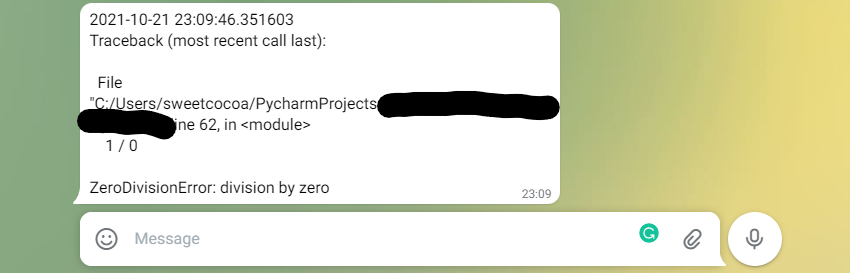 2021-10-21 23:09:46.351603
Traceback (most recent call last):
File
"C:/Users/sweetcocoa/PycharmProjects
line 62, in <module>
1 / 0
ZeroDivisionError: division by zero
23:09
Message